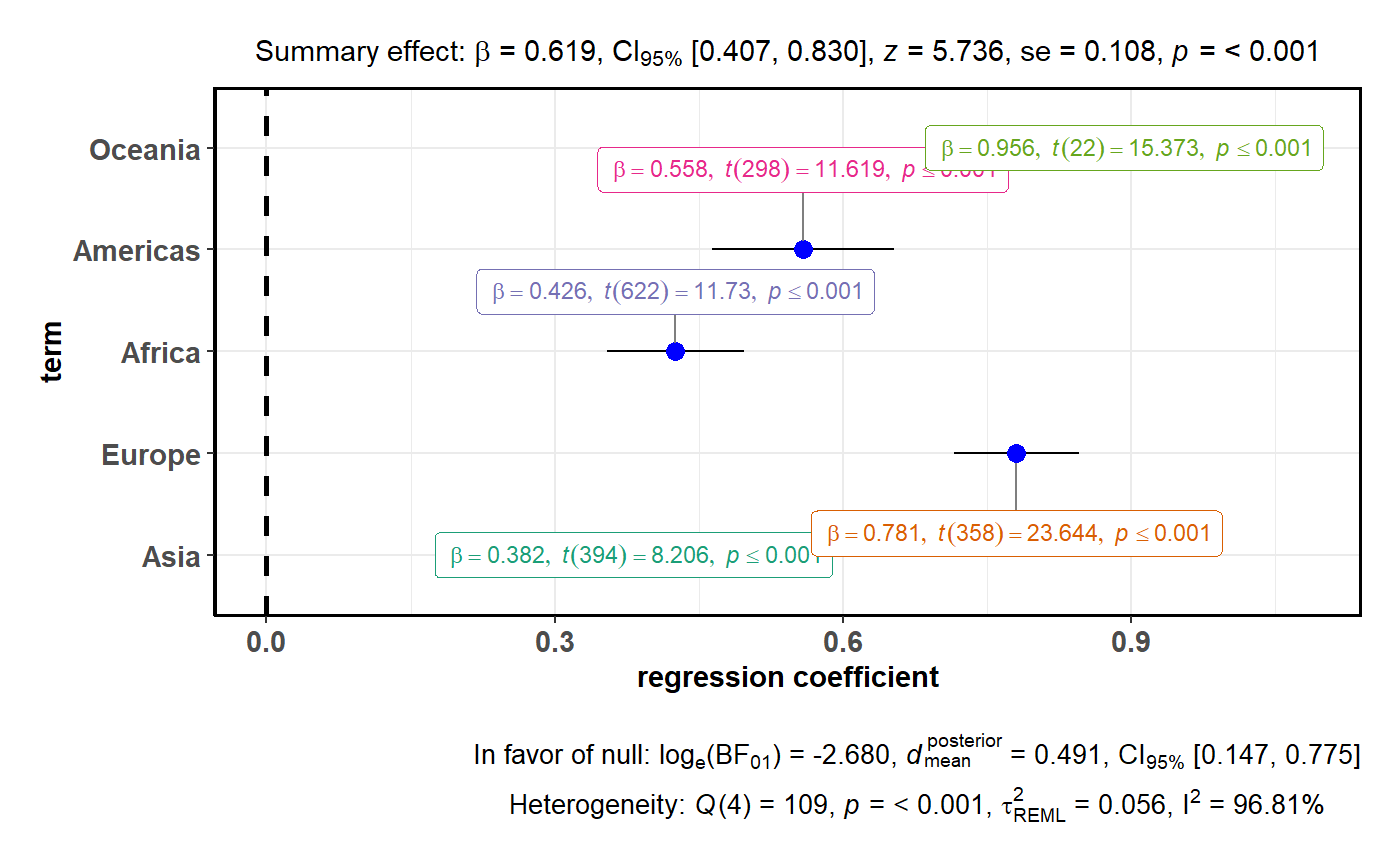 Summary effect: β = 0.619, CI95% [0.407, 0.830], z = 5.736, se = 0.108, p = < 0.001
Oceania
β = 0.956, t(22) = 15.373, p ≤ 0.001
β = 0.558, t(298) = 11.619, p ≤ 0.001
Americas
β = 0.426, t(622) = 11.73, p ≤ 0.001
term
Africa
Europe
β = 0.781, t(358) = 23.644, p ≤ 0.001
Asia
β = 0.382, t(394) = 8.206, p ≤ 0.001
0.0 0.3 0.6 0.9
regression coefficient
In favor of null: loge(BF01) = -2.680, d posterior mean = 0.491, CI95% [0.147, 0.775]
Heterogeneity: Q(4) = 109, p = < 0.001, τ2REML = 0.056, I2 = 96.81%